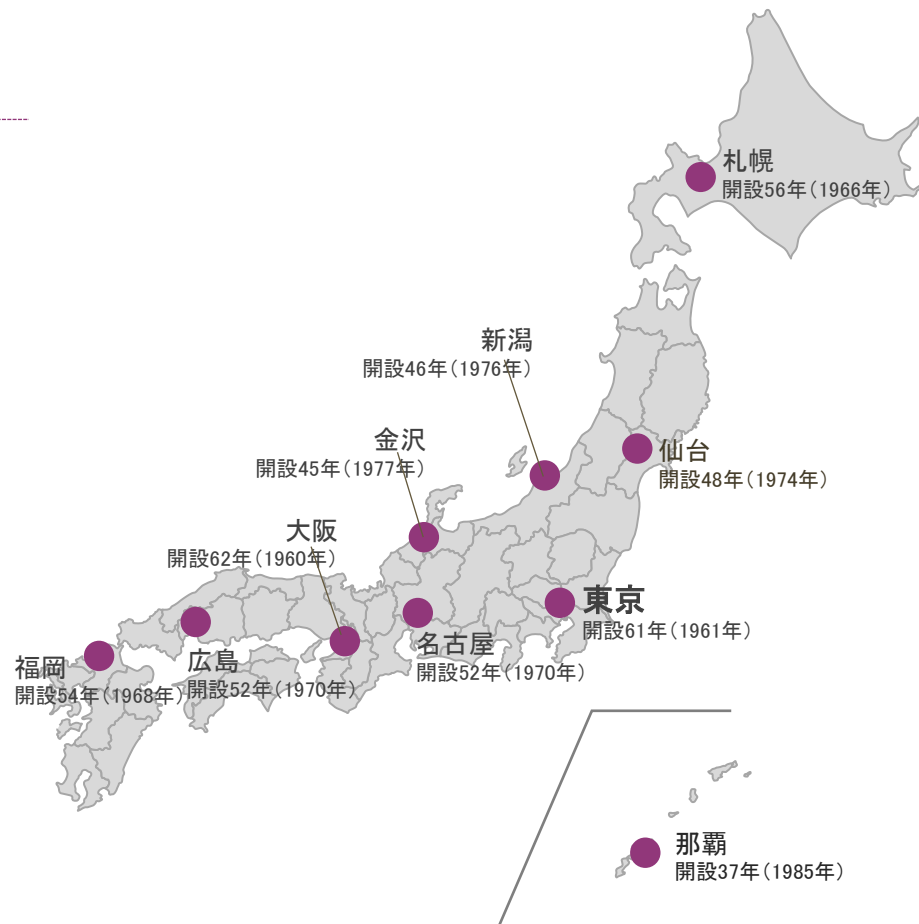 札幌
開設56年(1966年)
新潟
開設46年(1976年)
金沢
開設45年(1977年)
仙台
開設48年(1974年)
大阪
開設62年(1960年)
東京
開設61年(1961年)
名古屋
開設52年(1970年)
広島
開設52年(1970年)
福岡
開設54年(1968年)
那覇
開設37年(1985年)